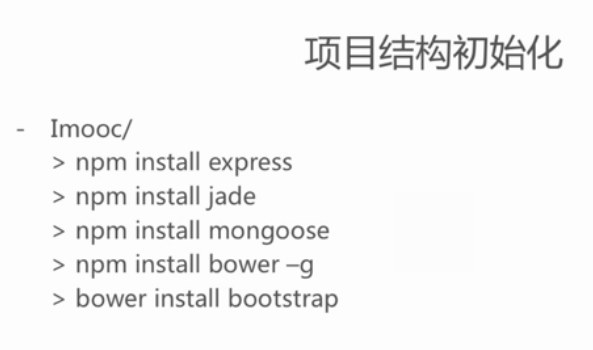 项目结构初始化
- Imooc/
> npm install express
> npm install jade
> npm install mongoose
> npm install bower –g
> bower install bootstrap